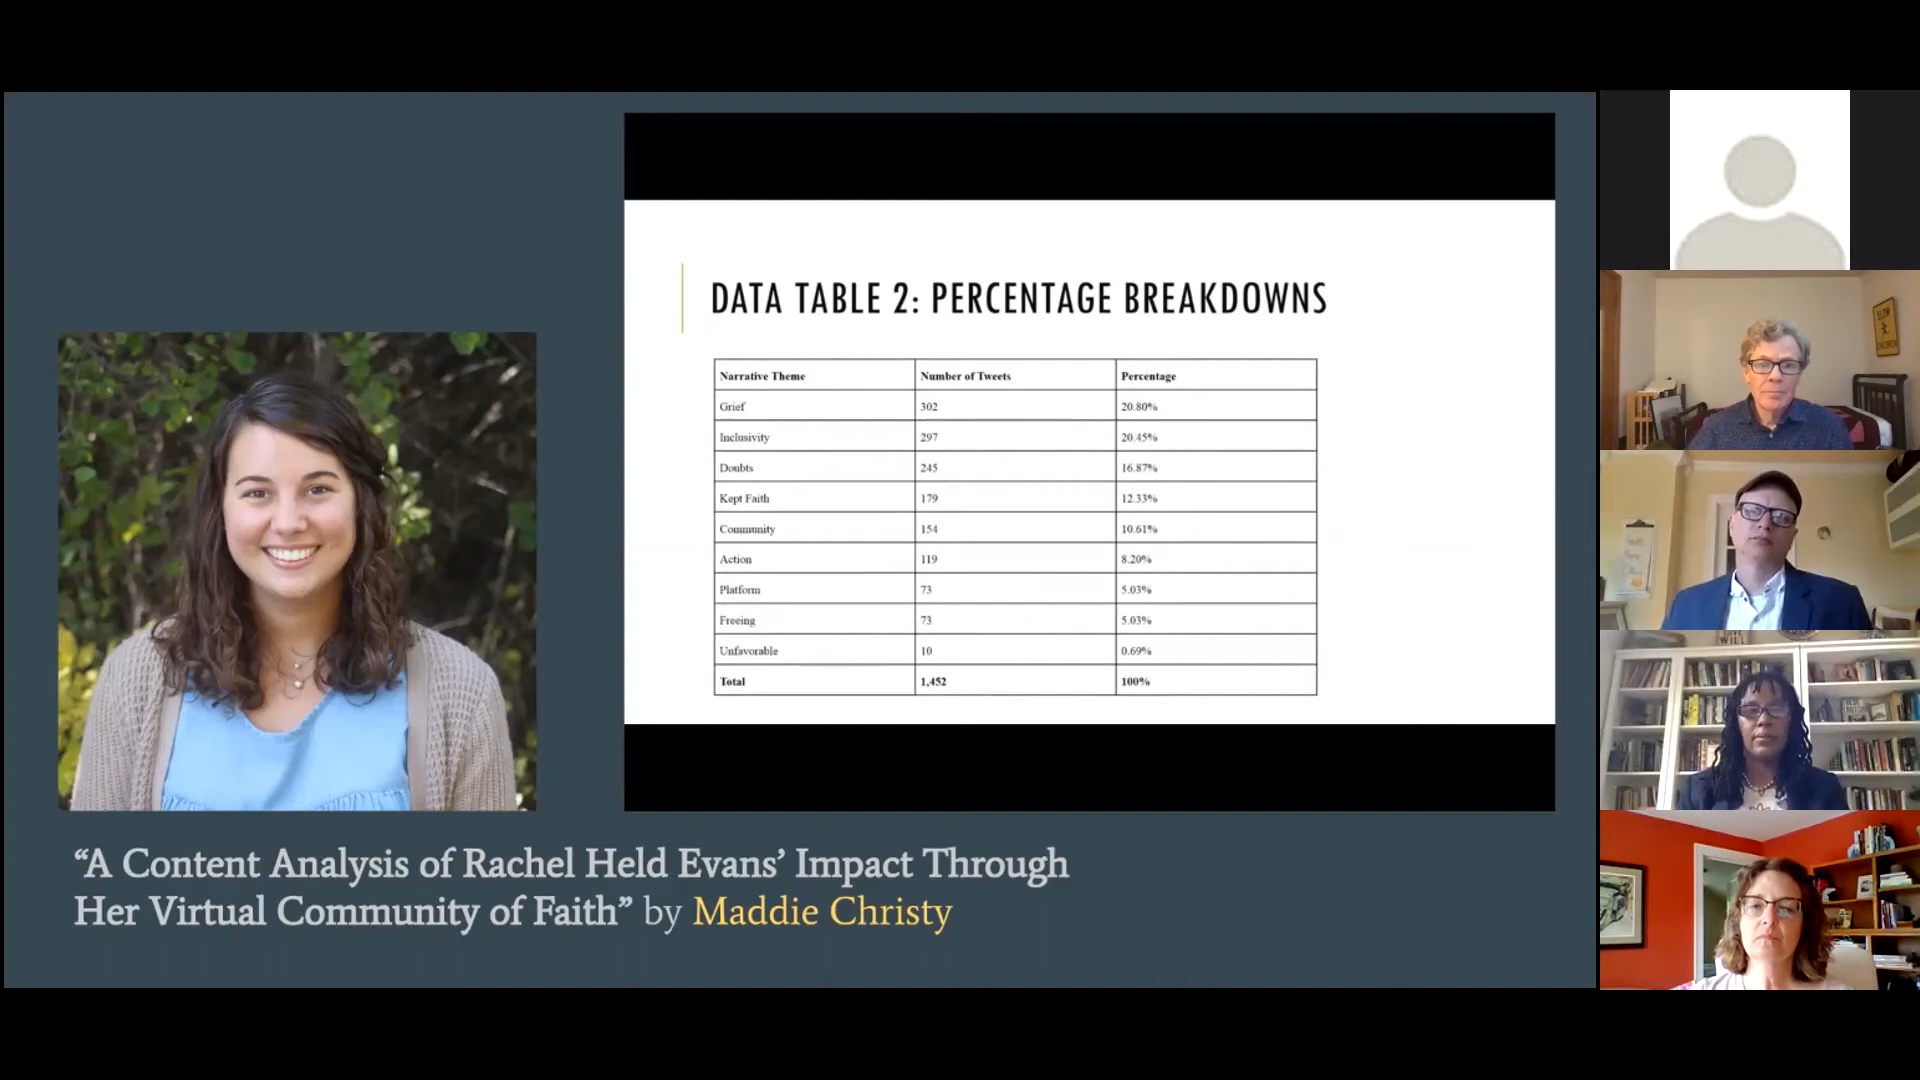 DATA TABLE 2: PERCENTAGE BREAKDOWNS
Narrative Theme Number of Tweets Percentage
Grief 302 20.80%
Inclusivity 297 20.45%
Doubts 245 16.87%
Kept Faith 179 12.33%
Community 154 10.61%
Action 119 8.20%
Platform 73 5.03%
Freeing 73 5.03%
Unfavorable 10 0.69%
Total 1,452 100%
“A Content Analysis of Rachel Held Evans’ Impact Through
Her Virtual Community of Faith” by Maddie Christy
SLOW
CHILDREN
WILL